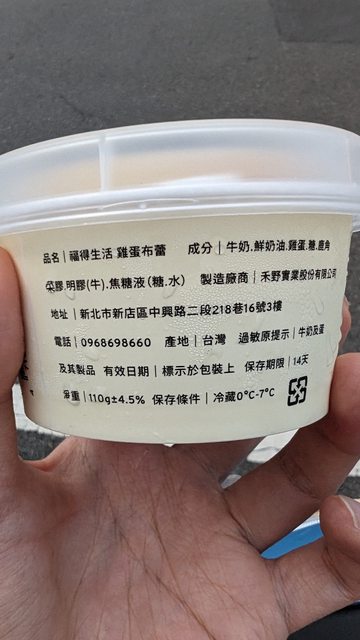 品名｜福得生活 雞蛋布蕾　成分｜牛奶.鮮奶油.雞蛋.糖.鹿角
菜膠.明膠(牛).焦糖液(糖.水)　製造廠商｜禾野實業股份有限公司
地址｜新北市新店區中興路二段218巷16號3樓
電話｜0968698660　產地｜台灣　過敏原提示｜牛奶及蛋
及其製品　有效日期｜標示於包裝上　保存期限｜14天
淨重｜110g±4.5%　保存條件｜冷藏0°C-7°C